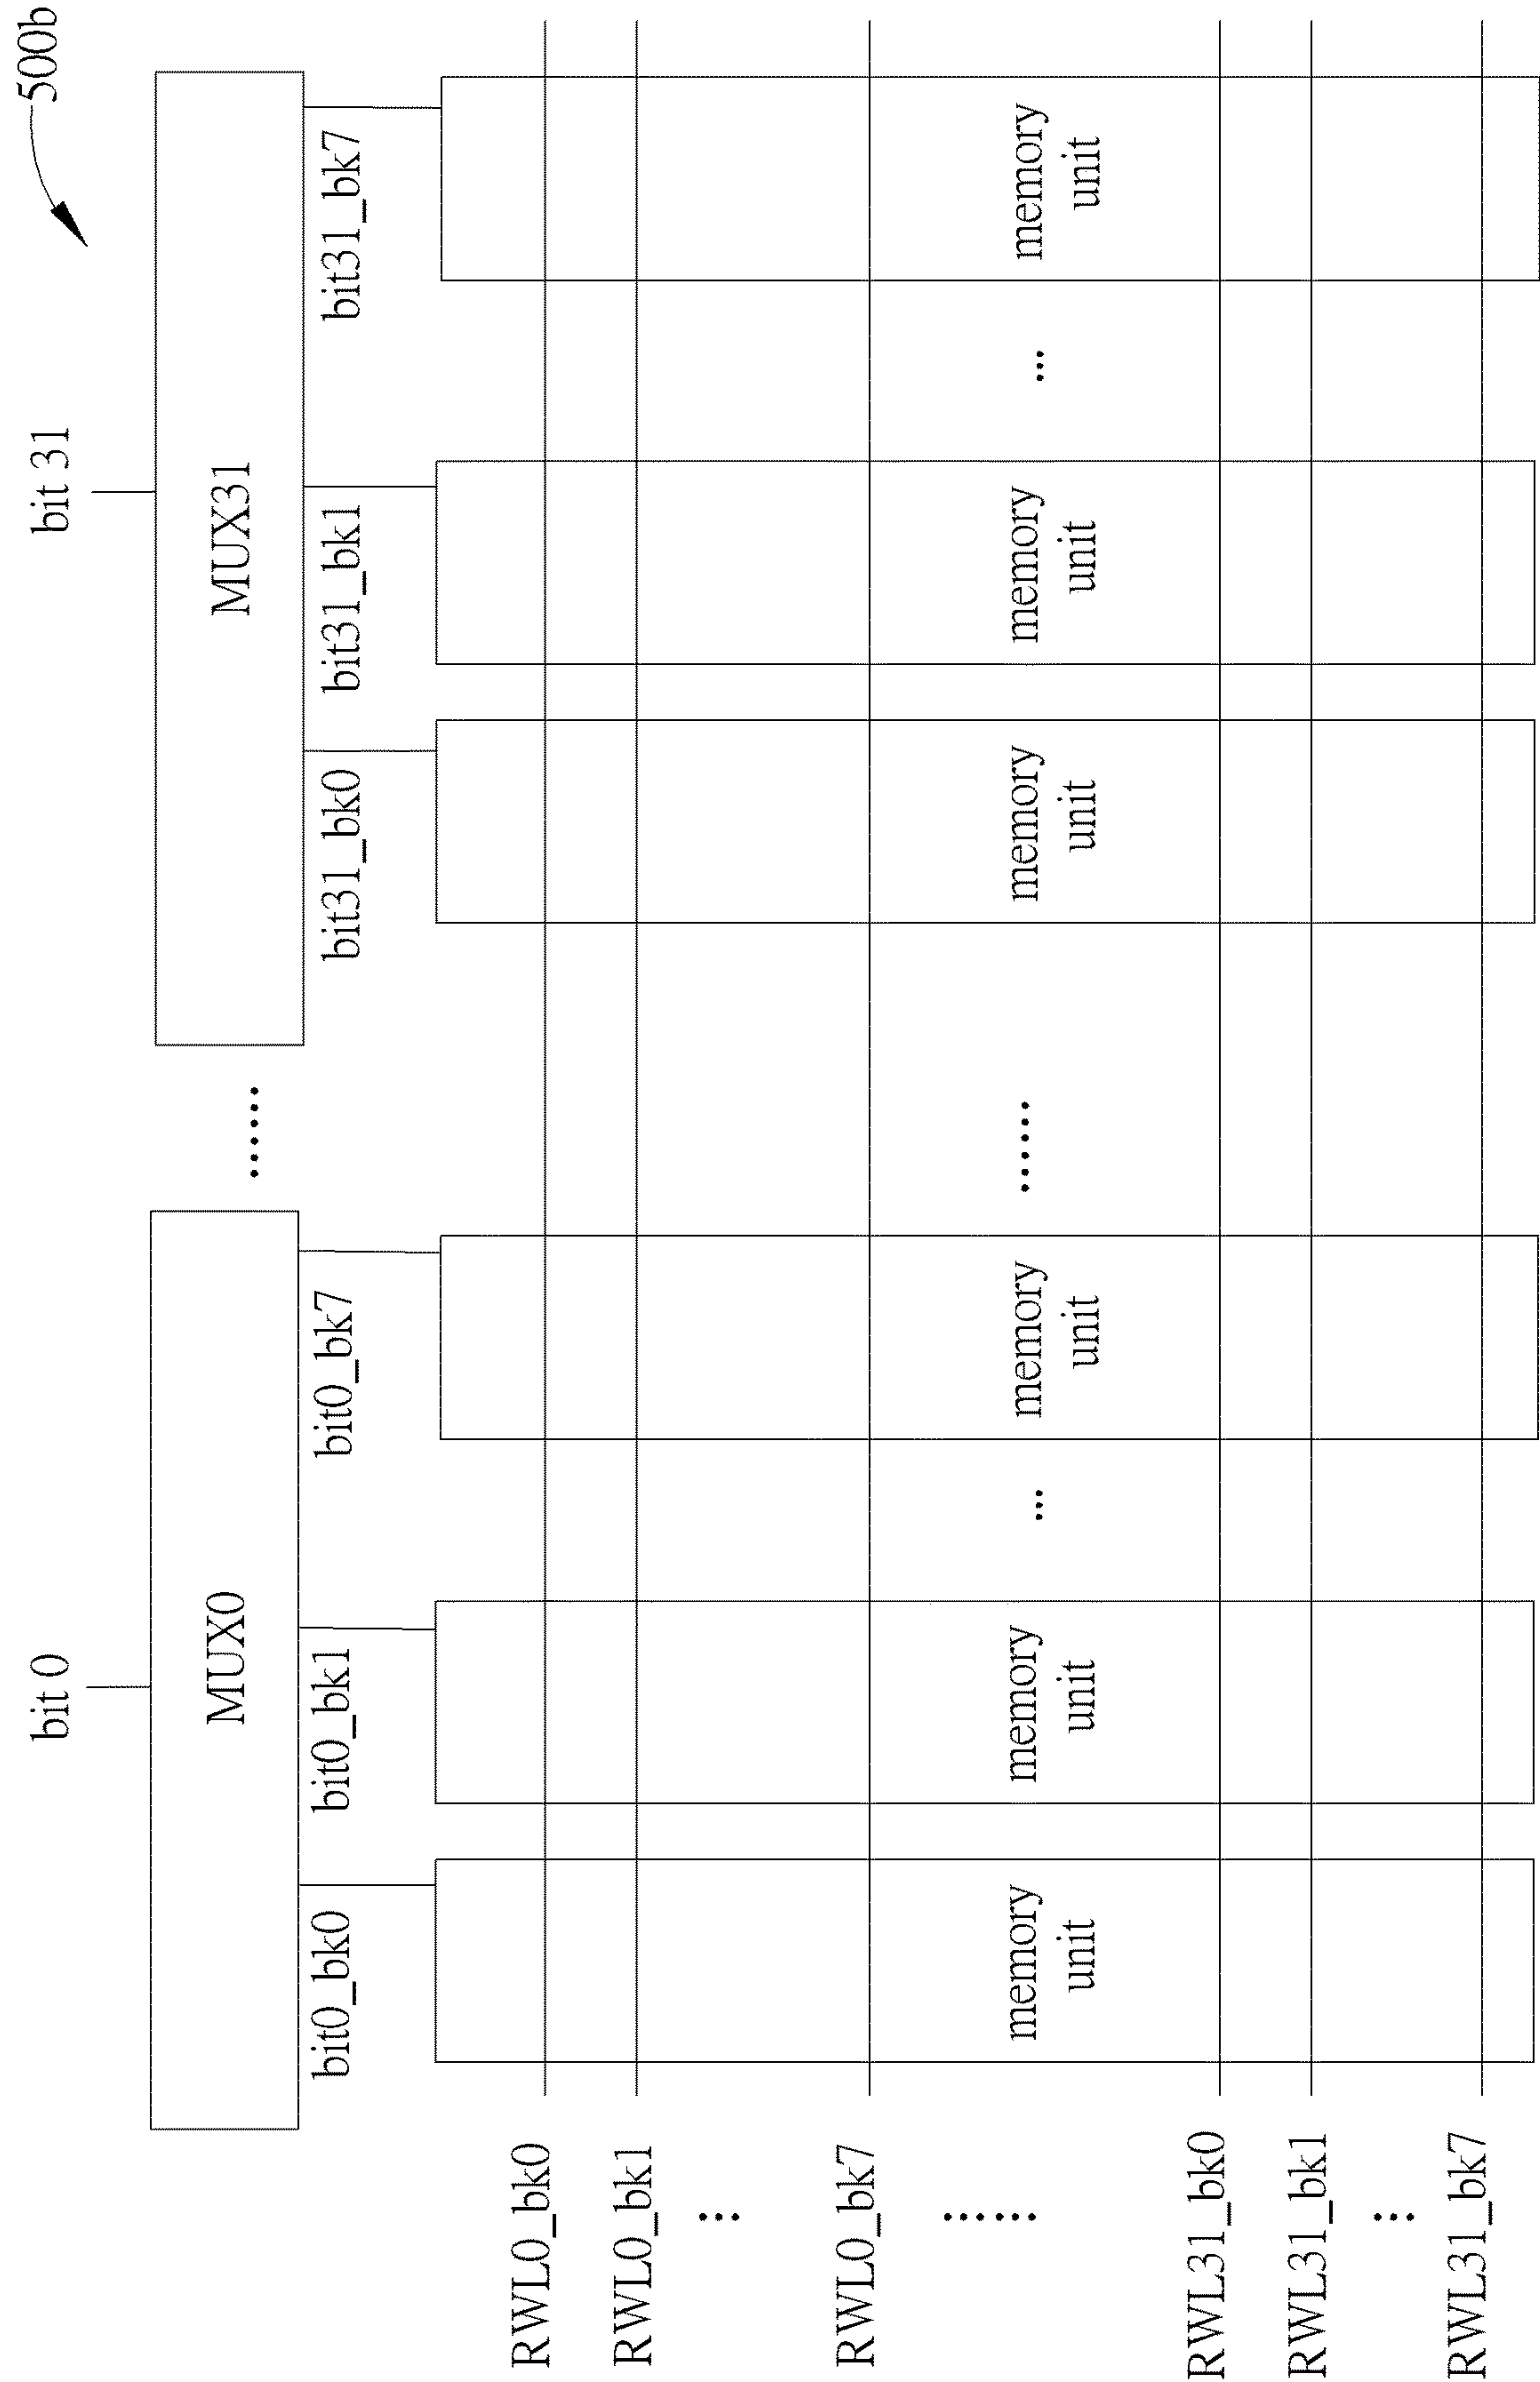 500b
bit 0
bit 31
MUX0
......
MUX31
bit0_bk0
bit0_bk1
bit0_bk7
bit31_bk0
bit31_bk1
bit31_bk7
RWL0_bk0
RWL0_bk1
...
RWL0_bk7
......
memory
unit
memory
unit
...
memory
unit
......
memory
unit
memory
unit
...
memory
unit
RWL31_bk0
RWL31_bk1
...
RWL31_bk7